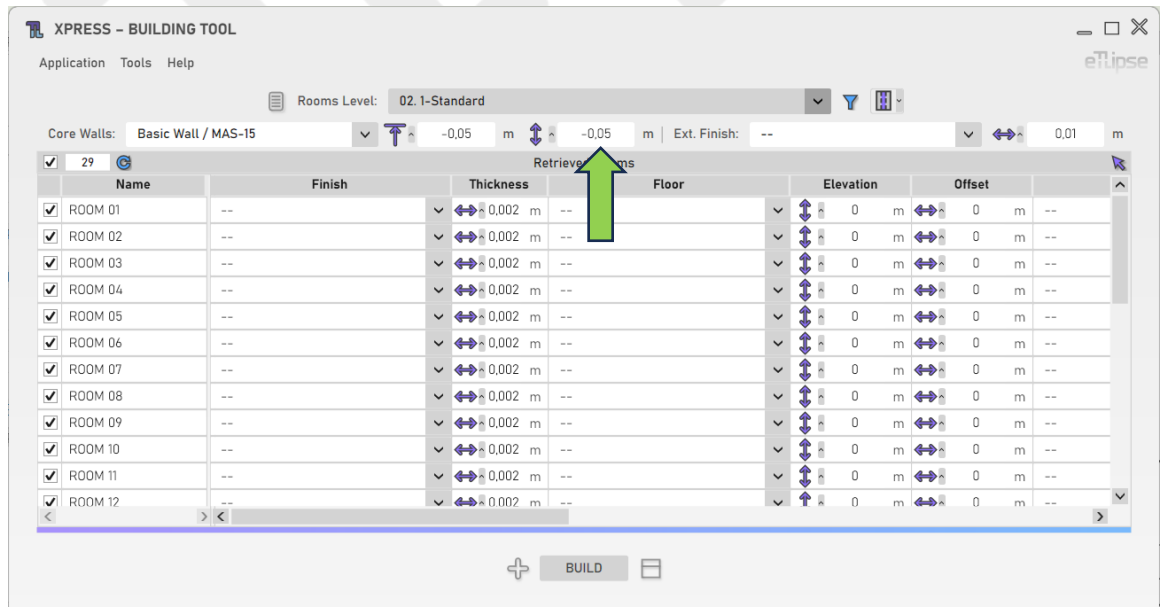 XPRESS – BUILDING TOOL
Application Tools Help
eTLipse
Rooms Level: 02. 1-Standard
Core Walls: Basic Wall / MAS-15 -0,05 m -0,05 m Ext. Finish: -- 0,01 m
29
Name Finish Thickness Floor Elevation Offset
ROOM 01 -- 0,002 m -- 0 m 0 m --
ROOM 02 -- 0,002 m -- 0 m 0 m --
ROOM 03 -- 0,002 m -- 0 m 0 m --
ROOM 04 -- 0,002 m -- 0 m 0 m --
ROOM 05 -- 0,002 m -- 0 m 0 m --
ROOM 06 -- 0,002 m -- 0 m 0 m --
ROOM 07 -- 0,002 m -- 0 m 0 m --
ROOM 08 -- 0,002 m -- 0 m 0 m --
ROOM 09 -- 0,002 m -- 0 m 0 m --
ROOM 10 -- 0,002 m -- 0 m 0 m --
ROOM 11 -- 0,002 m -- 0 m 0 m --
ROOM 12 -- 0,002 m -- 0 m 0 m --
BUILD